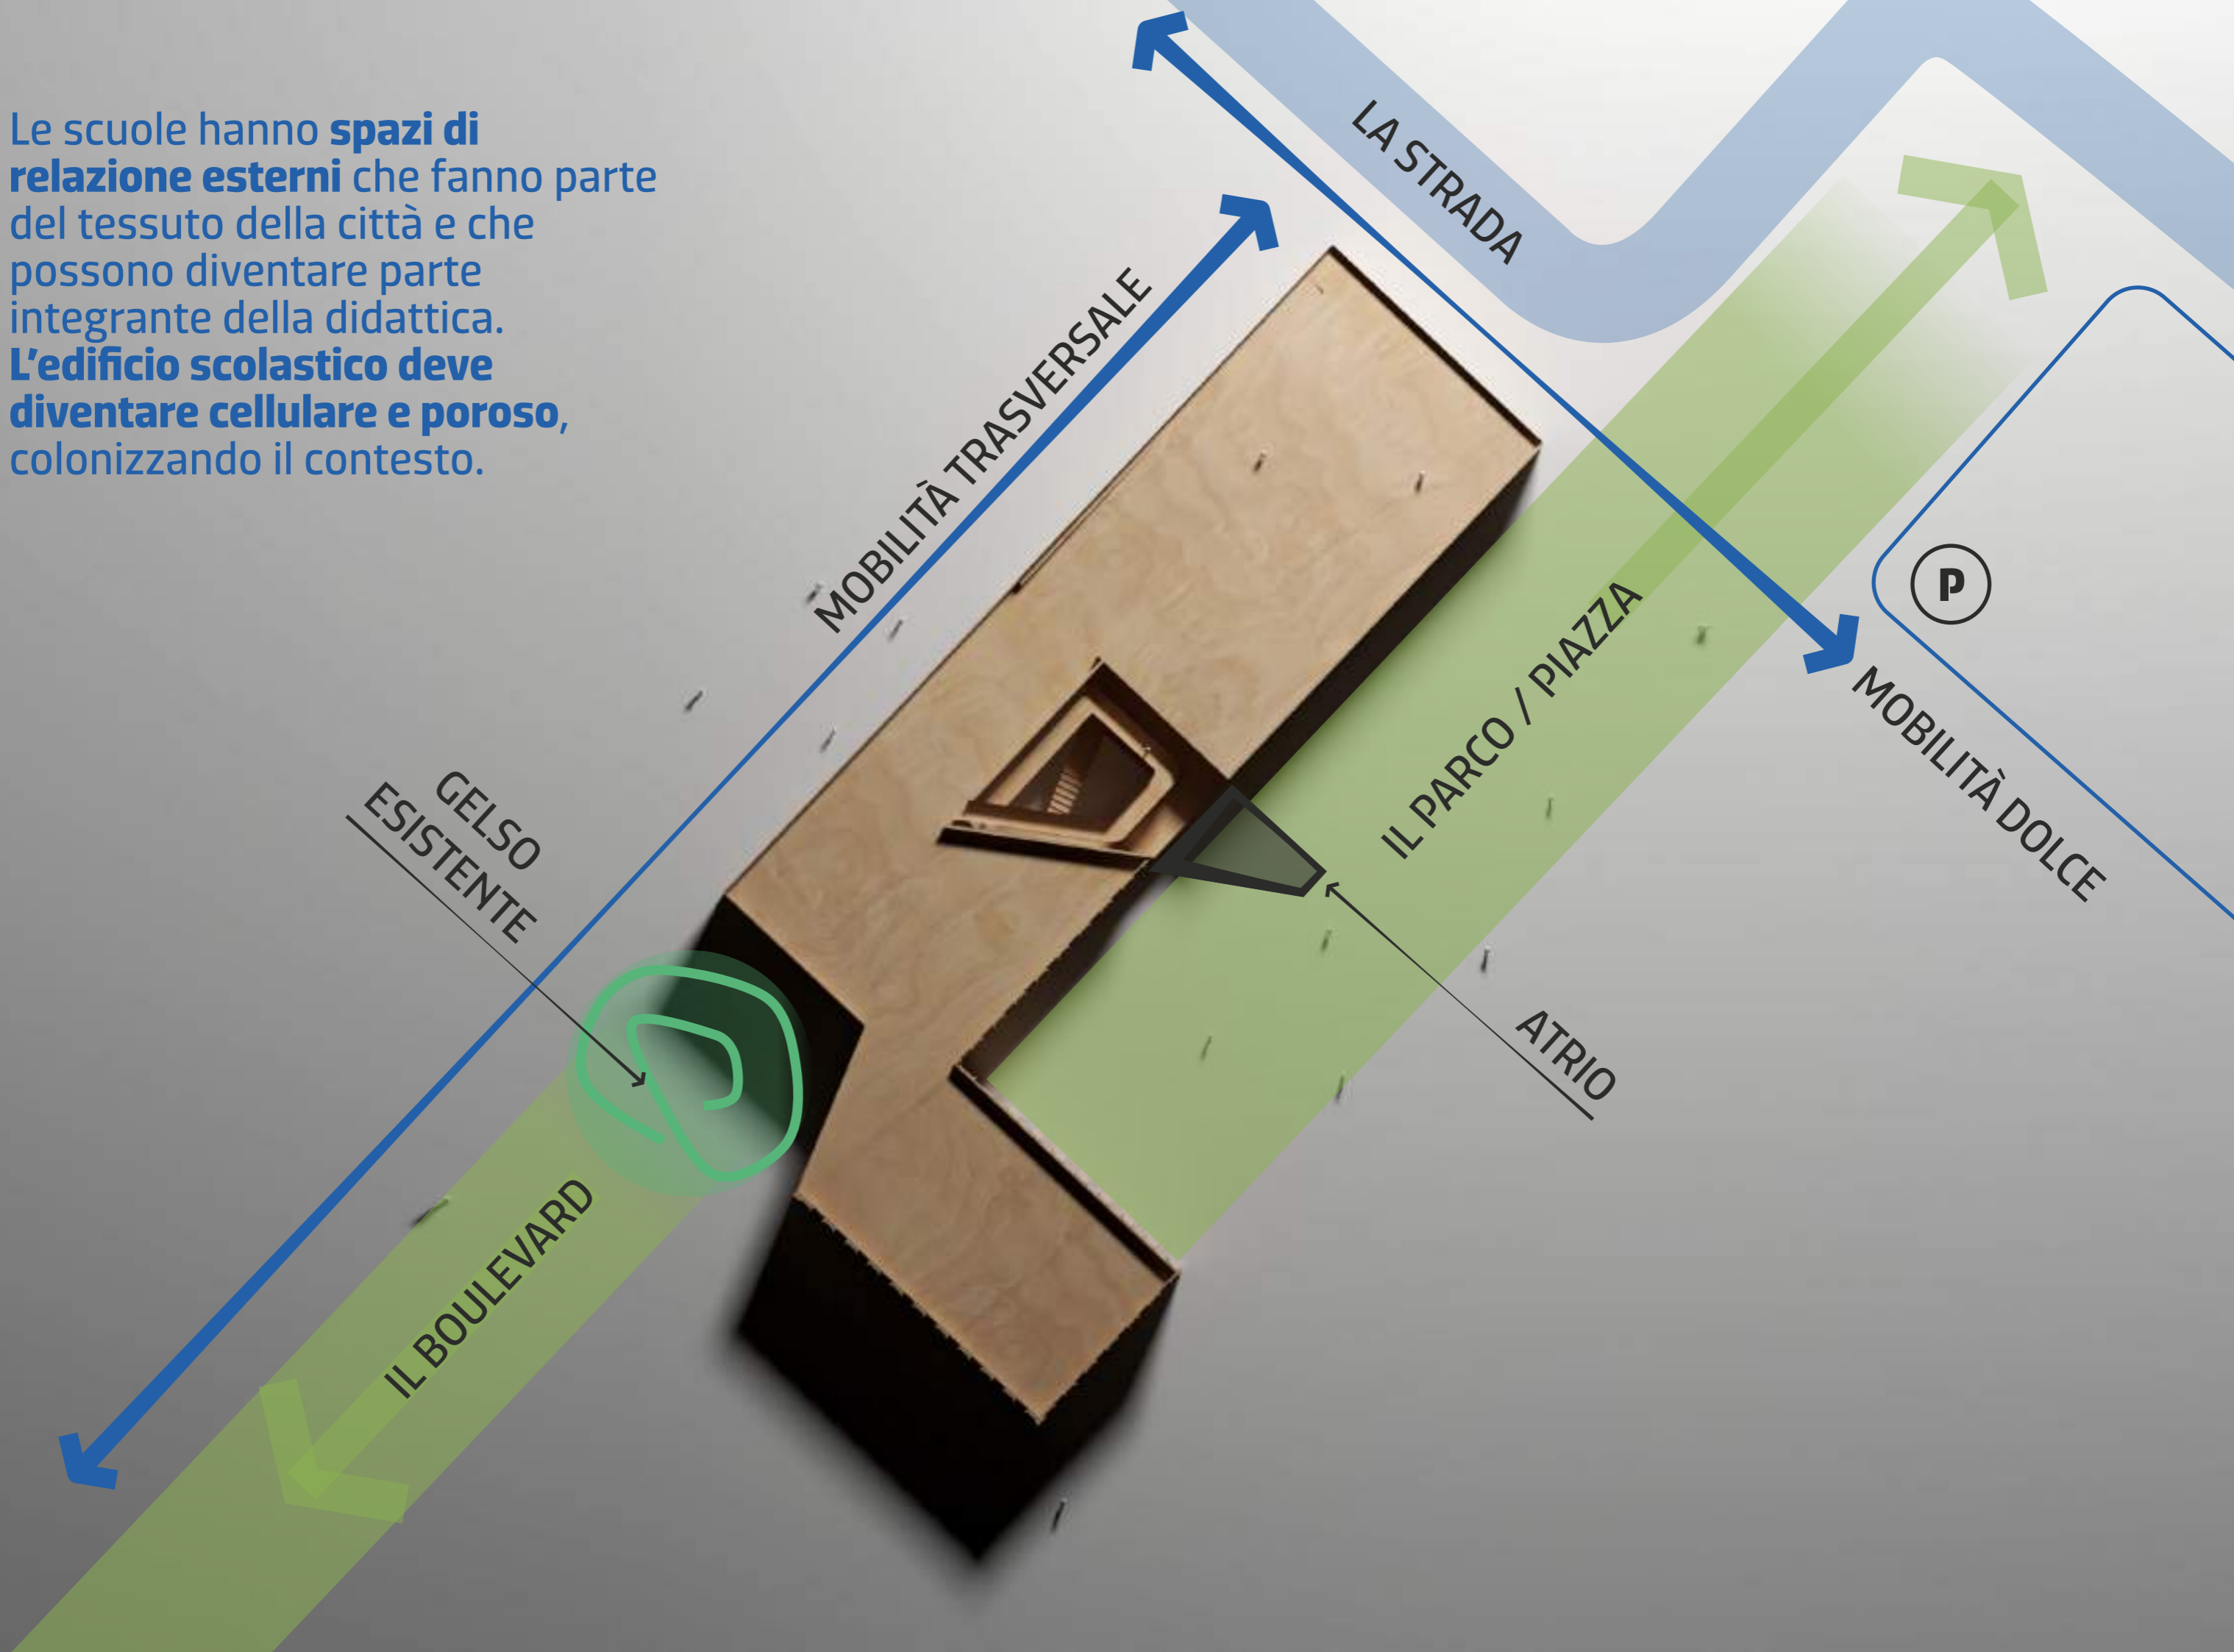 Le scuole hanno spazi di
relazione esterni che fanno parte
del tessuto della città e che
possono diventare parte
integrante della didattica.
L'edificio scolastico deve
diventare cellulare e poroso,
colonizzando il contesto.
LA STRADA
MOBILITÀ TRASVERSALE
P
IL PARCO / PIAZZA
MOBILITÀ DOLCE
GELSO
ESISTENTE
ATRIO
IL BOULEVARD